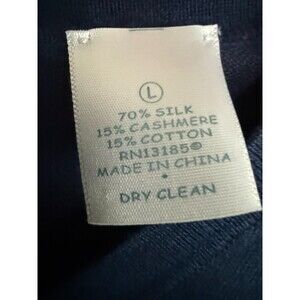 L
70% SILK
15% CASHMERE
15% COTTON
RN13185®
MADE IN CHINA
•
DRY CLEAN